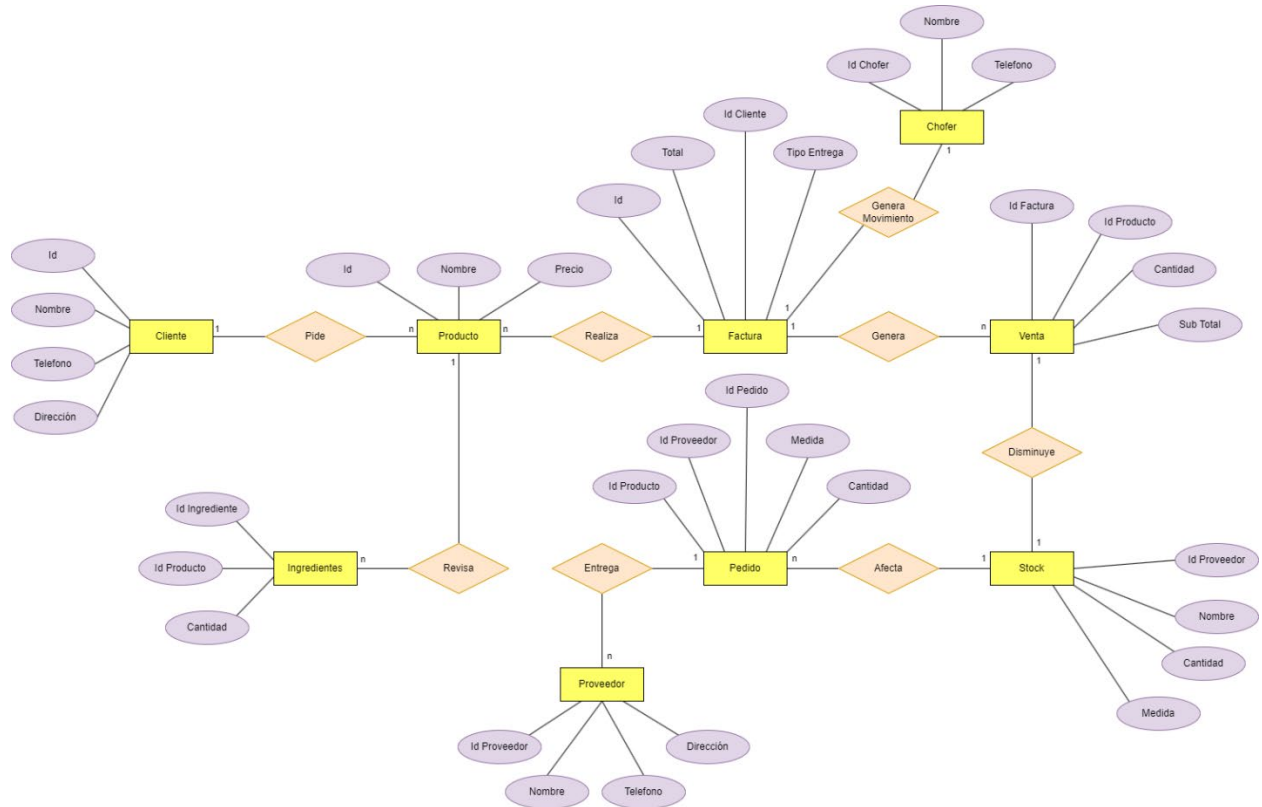 Nombre
Id Chofer
Telefono
Chofer
1
Id Cliente
Total
Tipo Entrega
Id
Genera
Movimiento
Id Factura
Id Producto
Cantidad
Sub Total
Id
Nombre
Telefono
Dirección
Id
Nombre
Precio
Cliente
1
Pide
n
Producto
n
Realiza
1
Factura
1
1
Genera
n
Venta
1
1
Id Pedido
Id Proveedor
Medida
Id Producto
Cantidad
Disminuye
Id Ingrediente
Id Producto
Cantidad
Ingredientes
n
Revisa
Entrega
1
Pedido
n
Afecta
1
1
Stock
Id Proveedor
Nombre
Cantidad
Medida
n
Proveedor
Id Proveedor
Dirección
Nombre
Telefono